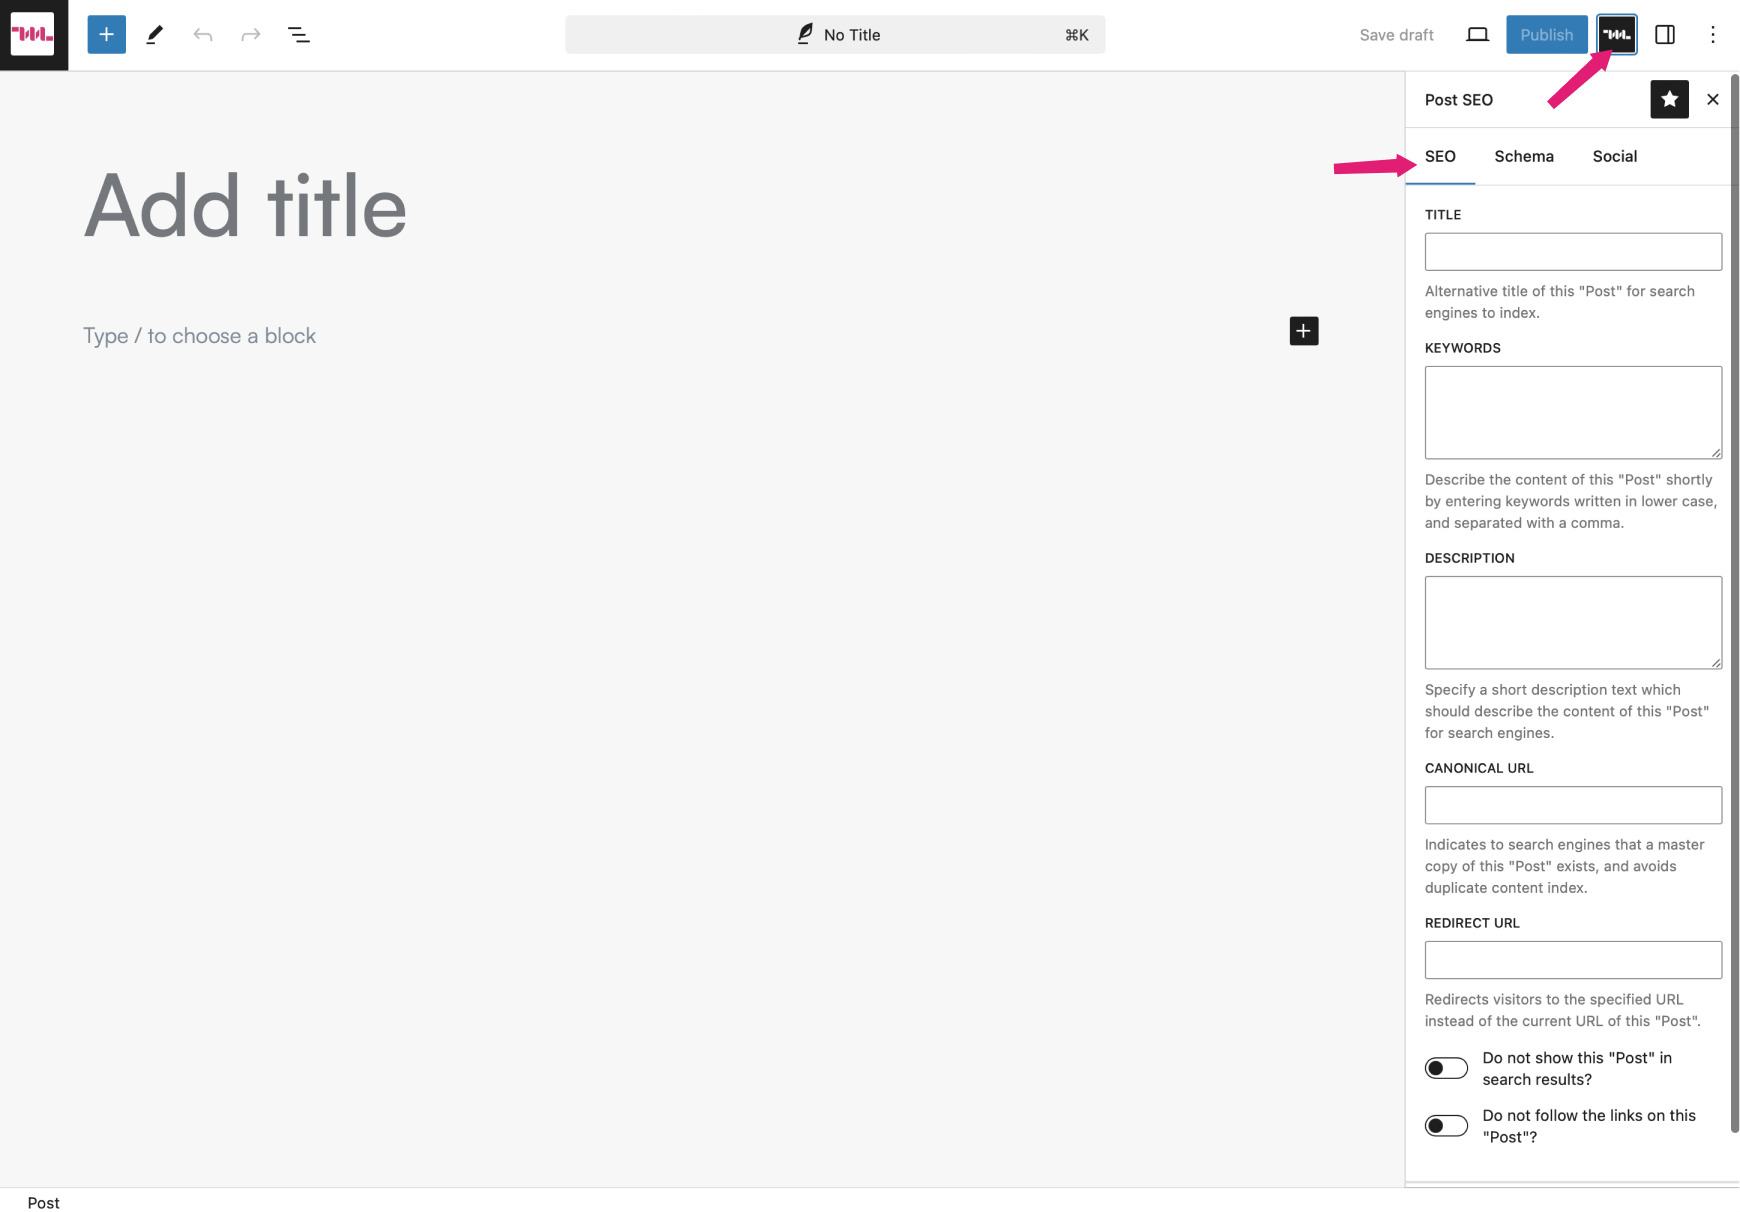 No Title
⌘K
Save draft
Publish
Post SEO
SEO
Schema
Social
Add title
Type / to choose a block
TITLE
Alternative title of this "Post" for search
engines to index.
KEYWORDS
Describe the content of this "Post" shortly
by entering keywords written in lower case,
and separated with a comma.
DESCRIPTION
Specify a short description text which
should describe the content of this "Post"
for search engines.
CANONICAL URL
Indicates to search engines that a master
copy of this "Post" exists, and avoids
duplicate content index.
REDIRECT URL
Redirects visitors to the specified URL
instead of the current URL of this "Post".
Do not show this "Post" in
search results?
Do not follow the links on this
"Post"?
Post